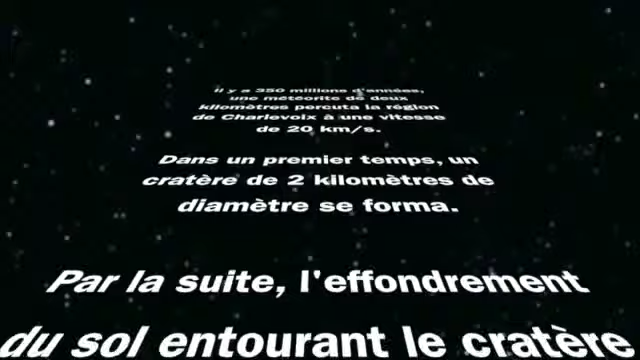 il y a 350 millions d'années,
une météorite de deux
kilomètres percuta la région
de Charlevoix à une vitesse
de 20 km/s.
Dans un premier temps, un
cratère de 2 kilomètres de
diamètre se forma.
Par la suite, l'effondrement
du sol entourant le cratère